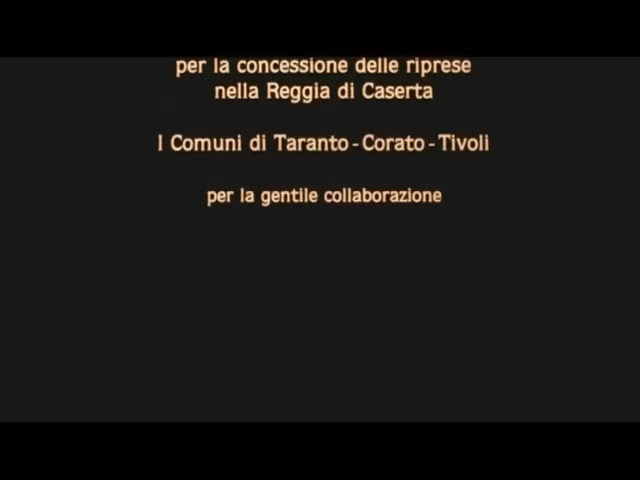 per la concessione delle riprese
nella Reggia di Caserta
I Comuni di Taranto - Corato - Tivoli
per la gentile collaborazione